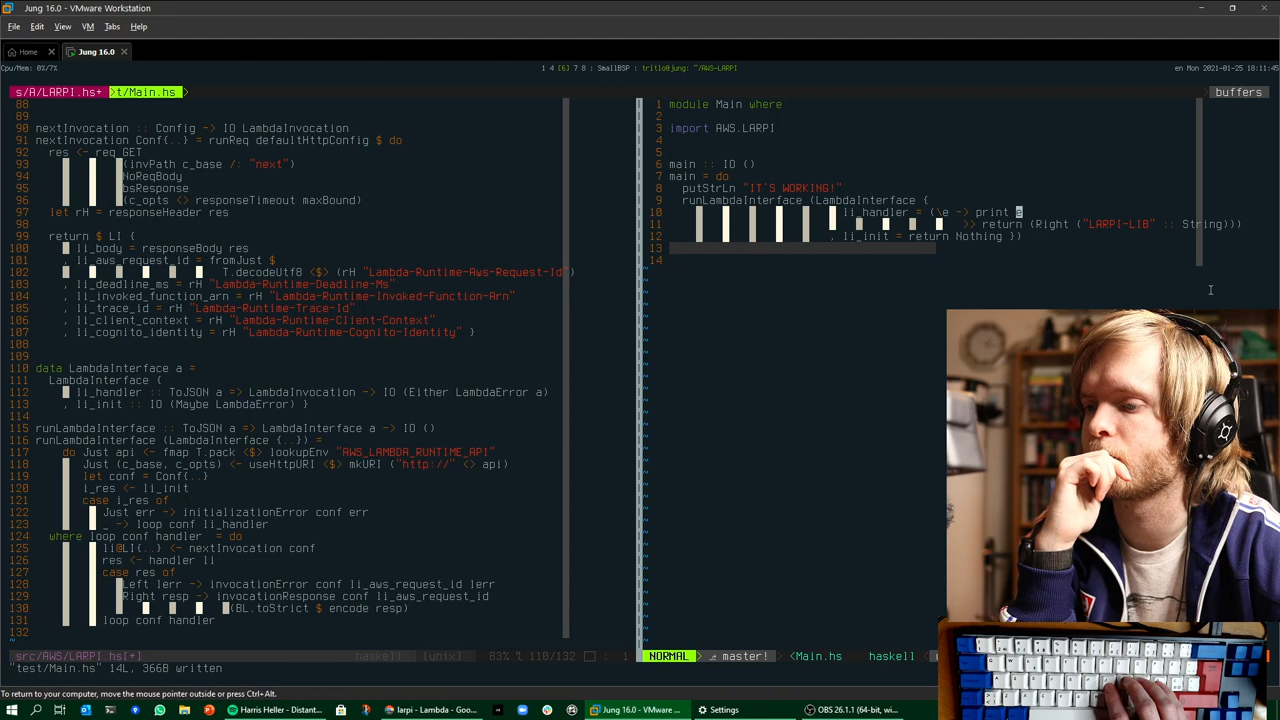 Jung 16.0 - VMware Workstation
File Edit View VM Tabs Help
Home Jung 16.0
Cpu/Mem: 0%/7% 1 4 [6] 7 8 : SmallBSP : tritlo@jung: ~/AWS-LARPI en Mon 2021-01-25 18:11:45
s/A/LARPI.hs+ t/Main.hs buffers
88
89
90 nextInvocation :: Config -> IO LambdaInvocation
91 nextInvocation Conf{..} = runReq defaultHttpConfig $ do
92 res <- req GET
93 (invPath c_base /: "next")
94 NoReqBody
95 bsResponse
96 (c_opts <> responseTimeout maxBound)
97 let rH = responseHeader res
98
99 return $ LI {
100 li_body = responseBody res
101 , li_aws_request_id = fromJust $
102 T.decodeUtf8 <$> (rH "Lambda-Runtime-Aws-Request-Id")
103 , li_deadline_ms = rH "Lambda-Runtime-Deadline-Ms"
104 , li_invoked_function_arn = rH "Lambda-Runtime-Invoked-Function-Arn"
105 , li_trace_id = rH "Lambda-Runtime-Trace-Id"
106 , li_client_context = rH "Lambda-Runtime-Client-Context"
107 , li_cognito_identity = rH "Lambda-Runtime-Cognito-Identity" }
108
109
110 data LambdaInterface a =
111 LambdaInterface {
112 li_handler :: ToJSON a => LambdaInvocation -> IO (Either LambdaError a)
113 , li_init :: IO (Maybe LambdaError) }
114
115 runLambdaInterface :: ToJSON a => LambdaInterface a -> IO ()
116 runLambdaInterface (LambdaInterface {..}) =
117 do Just api <- fmap T.pack <$> lookupEnv "AWS_LAMBDA_RUNTIME_API"
118 Just (c_base, c_opts) <- useHttpURI <$> mkURI ("http://" <> api)
119 let conf = Conf{..}
120 i_res <- li_init
121 case i_res of
122 Just err -> initializationError conf err
123 _ -> loop conf li_handler
124 where loop conf handler = do
125 li@LI{..} <- nextInvocation conf
126 res <- handler li
127 case res of
128 Left lerr -> invocationError conf li_aws_request_id lerr
129 Right resp -> invocationResponse conf li_aws_request_id
130 (BL.toStrict $ encode resp)
131 loop conf handler
132
~
src/AWS/LARPI.hs[+] haskell [unix] 83% 110/132 : 1
"test/Main.hs" 14L, 366B written
1 module Main where
2
3 import AWS.LARPI
4
5
6 main :: IO ()
7 main = do
8 putStrLn "IT'S WORKING!"
9 runLambdaInterface (LambdaInterface {
10 li_handler = (\e -> print e
11 >> return (Right ("LARPI-LIB" :: String)))
12 , li_init = return Nothing })
13
14
NORMAL master! <Main.hs haskell
To return to your computer, move the mouse pointer outside or press Ctrl+Alt.
Harris Heller - Distant... larpi - Lambda - Goo... Jung 16.0 - VMware ... Settings OBS 26.1.1 (64-bit, wi...